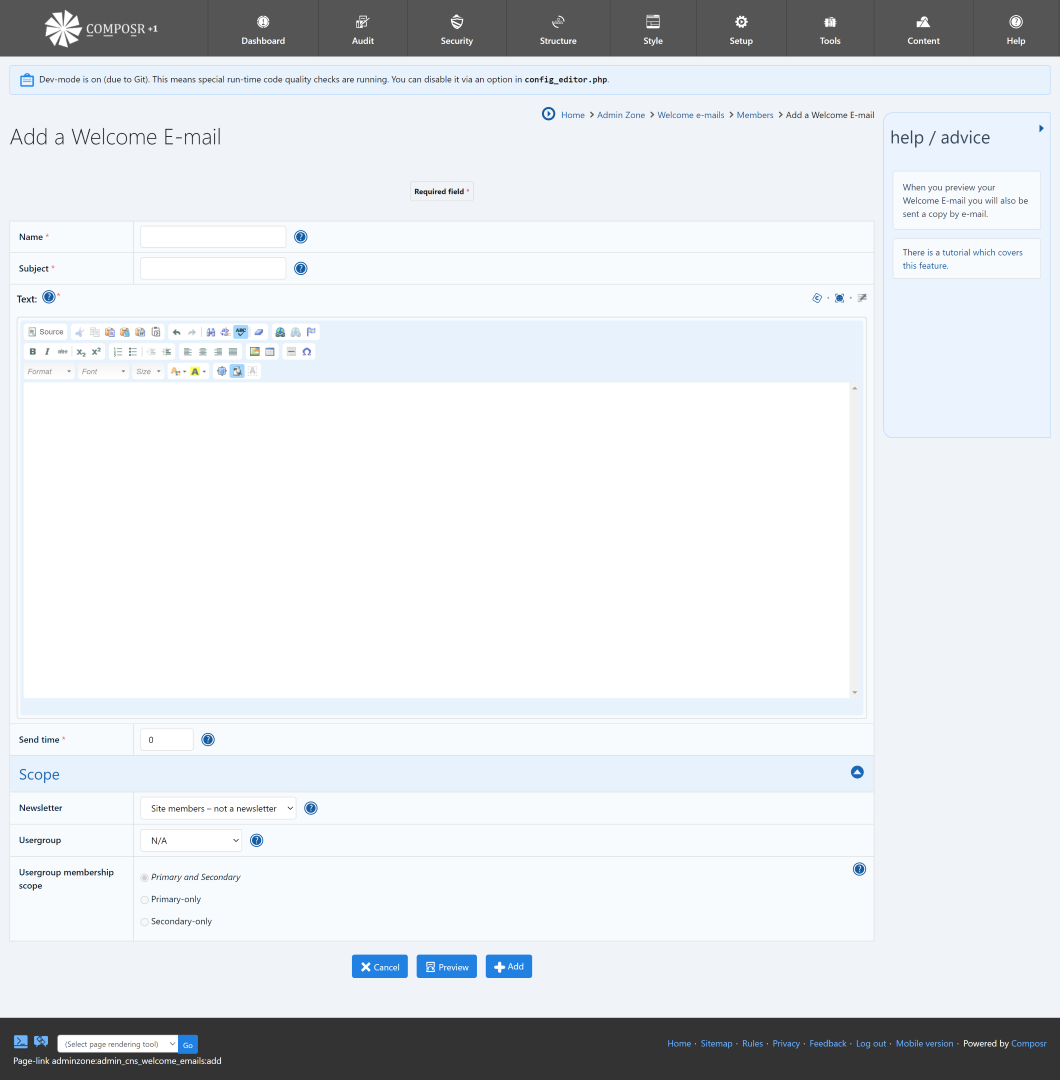 COMPOSR +1
Dashboard
Audit
Security
Structure
Style
Setup
Tools
Content
Help
Dev-mode is on (due to Git). This means special run-time code quality checks are running. You can disable it via an option in config_editor.php.
Home > Admin Zone > Welcome e-mails > Members > Add a Welcome E-mail
Add a Welcome E-mail
help / advice
When you preview your
Welcome E-mail you will also be
sent a copy by e-mail.
There is a tutorial which covers
this feature.
Required field *
Name *
Subject *
Text: *
Source
ABC
B I abc x₂ x²
Format
Font
Size
Send time *
0
Scope
Newsletter
Site members – not a newsletter
Usergroup
N/A
Usergroup membership
scope
Primary and Secondary
Primary-only
Secondary-only
Cancel
Preview
Add
(Select page rendering tool)
Go
Page-link adminzone:admin_cns_welcome_emails:add
Home · Sitemap · Rules · Privacy · Feedback · Log out · Mobile version · Powered by Composr